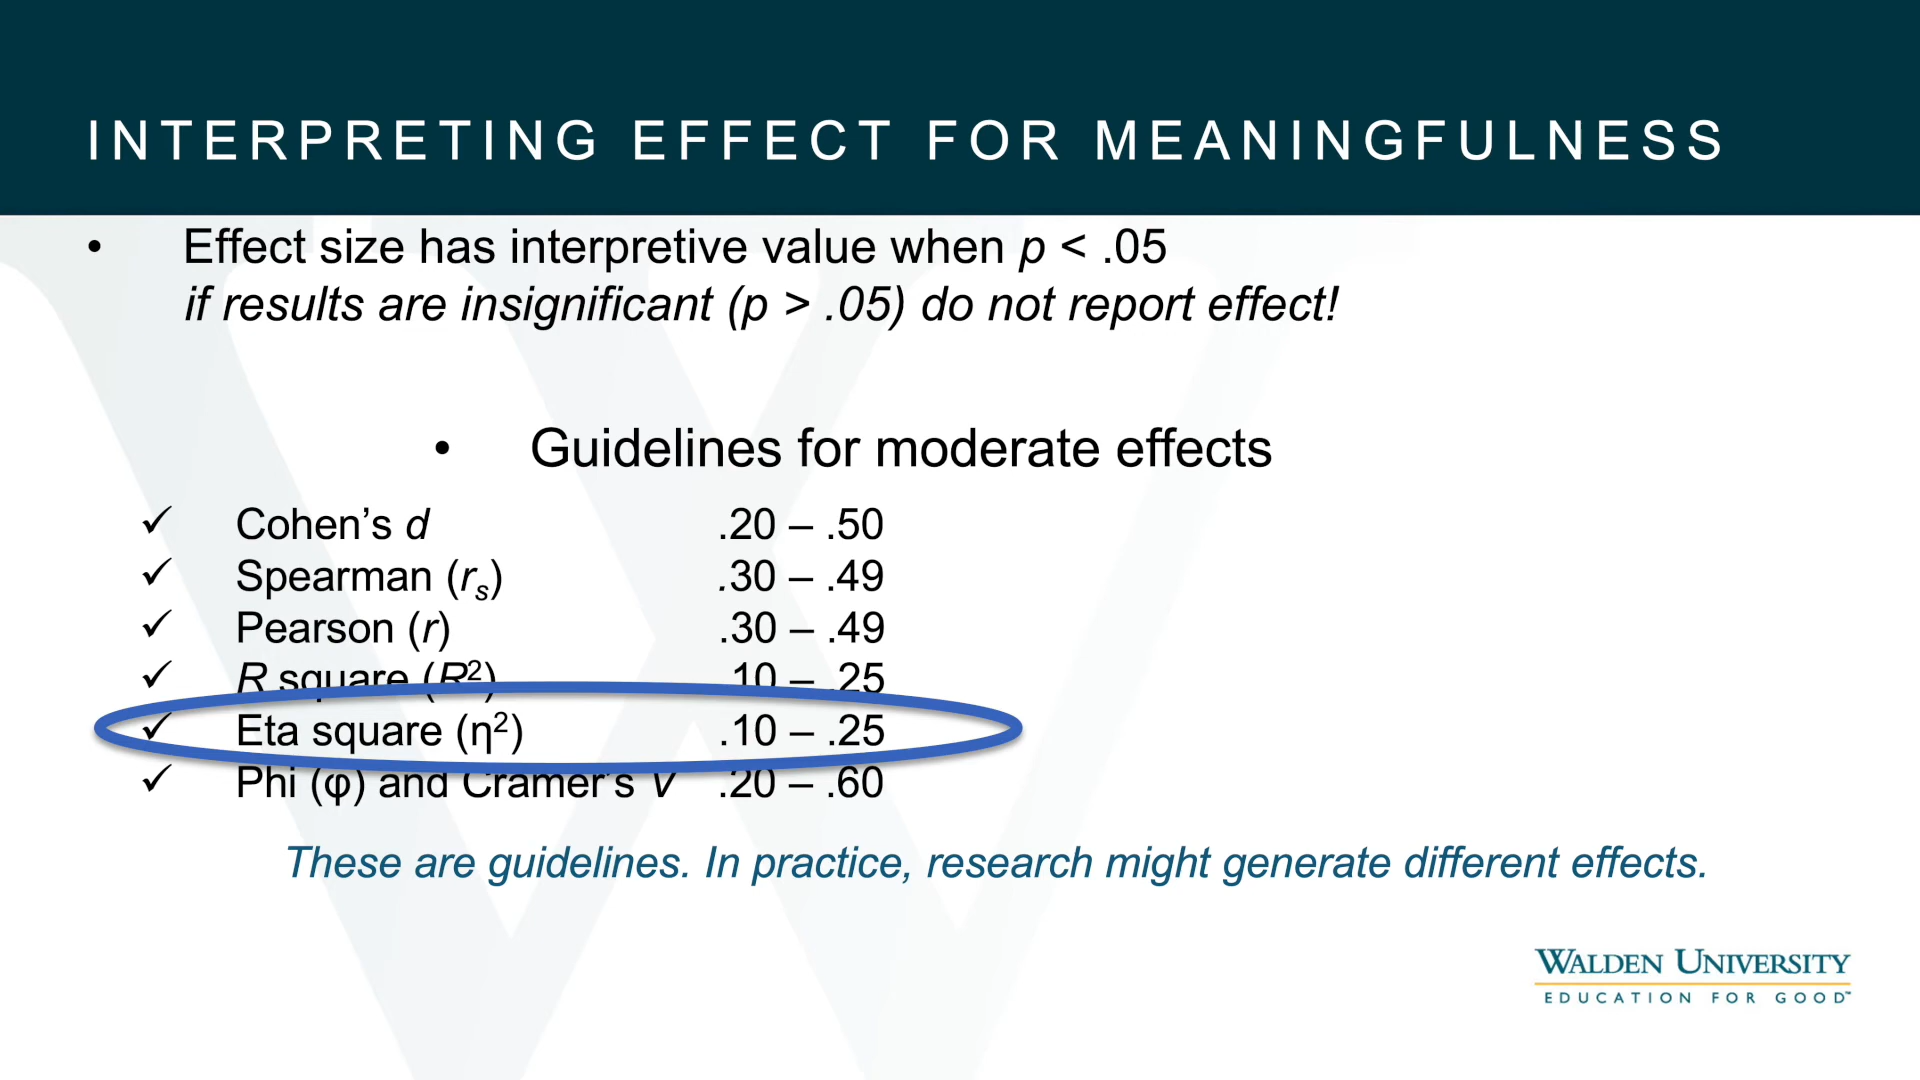 INTERPRETING EFFECT FOR MEANINGFULNESS
• Effect size has interpretive value when p < .05
if results are insignificant (p > .05) do not report effect!
• Guidelines for moderate effects
✓ Cohen’s d .20 – .50
✓ Spearman (rs) .30 – .49
✓ Pearson (r) .30 – .49
✓ R square (R²) .10 – .25
✓ Eta square (η²) .10 – .25
✓ Phi (φ) and Cramer’s V .20 – .60
These are guidelines. In practice, research might generate different effects.
WALDEN UNIVERSITY
EDUCATION FOR GOOD™